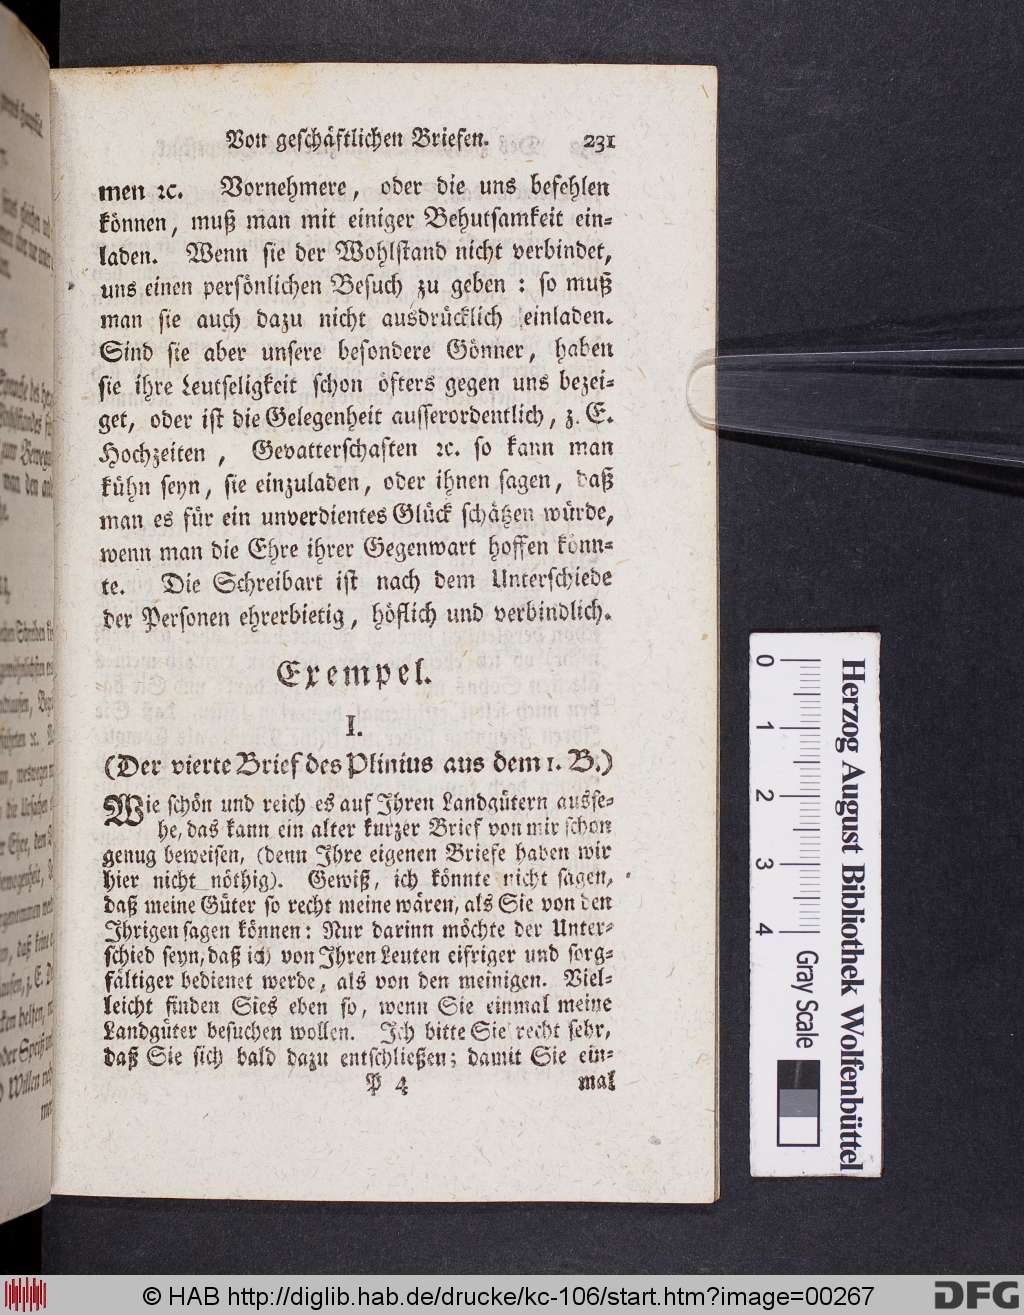 Von geschäftlichen Briefen. 231
men ꝛc. Vornehmere, oder die uns befehlen
können, muß man mit einiger Behutsamkeit ein⸗
laden. Wenn sie der Wohlstand nicht verbindet,
uns einen persönlichen Besuch zu geben: so muß
man sie auch dazu nicht ausdrücklich einladen.
Sind sie aber unsere besondere Gönner, haben
sie ihre Leutseligkeit schon öfters gegen uns bezei⸗
get, oder ist die Gelegenheit ausserordentlich, z. E.
Hochzeiten, Gevatterschaften ꝛc. so kann man
kühn seyn, sie einzuladen, oder ihnen sagen, daß
man es für ein unverdientes Glück schätzen würde,
wenn man die Ehre ihrer Gegenwart hoffen könn⸗
te. Die Schreibart ist nach dem Unterschiede
der Personen ehrerbietig, höflich und verbindlich.
Exempel.
I.
(Der vierte Brief des Plinius aus dem 1. B.)
Wie schön und reich es auf Ihren Landgütern ausse⸗
he, das kann ein alter kurzer Brief von mir schon
genug beweisen, (denn Ihre eigenen Briefe haben wir
hier nicht nöthig). Gewiß, ich könnte nicht sagen,
daß meine Güter so recht meine wären, als Sie von den
Ihrigen sagen können: Nur darinn möchte der Unter⸗
schied seyn, daß ich von Ihren Leuten eifriger und sorg⸗
fältiger bedienet werde, als von den meinigen. Viel⸗
leicht finden Sies eben so, wenn Sie einmal meine
Landgüter besuchen wollen. Ich bitte Sie recht sehr,
daß Sie sich bald dazu entschließen; damit Sie ein⸗
P 4 mal
0 1 2 3 4 Gray Scale
Herzog August Bibliothek Wolfenbüttel
© HAB http://diglib.hab.de/drucke/kc-106/start.htm?image=00267
DFG